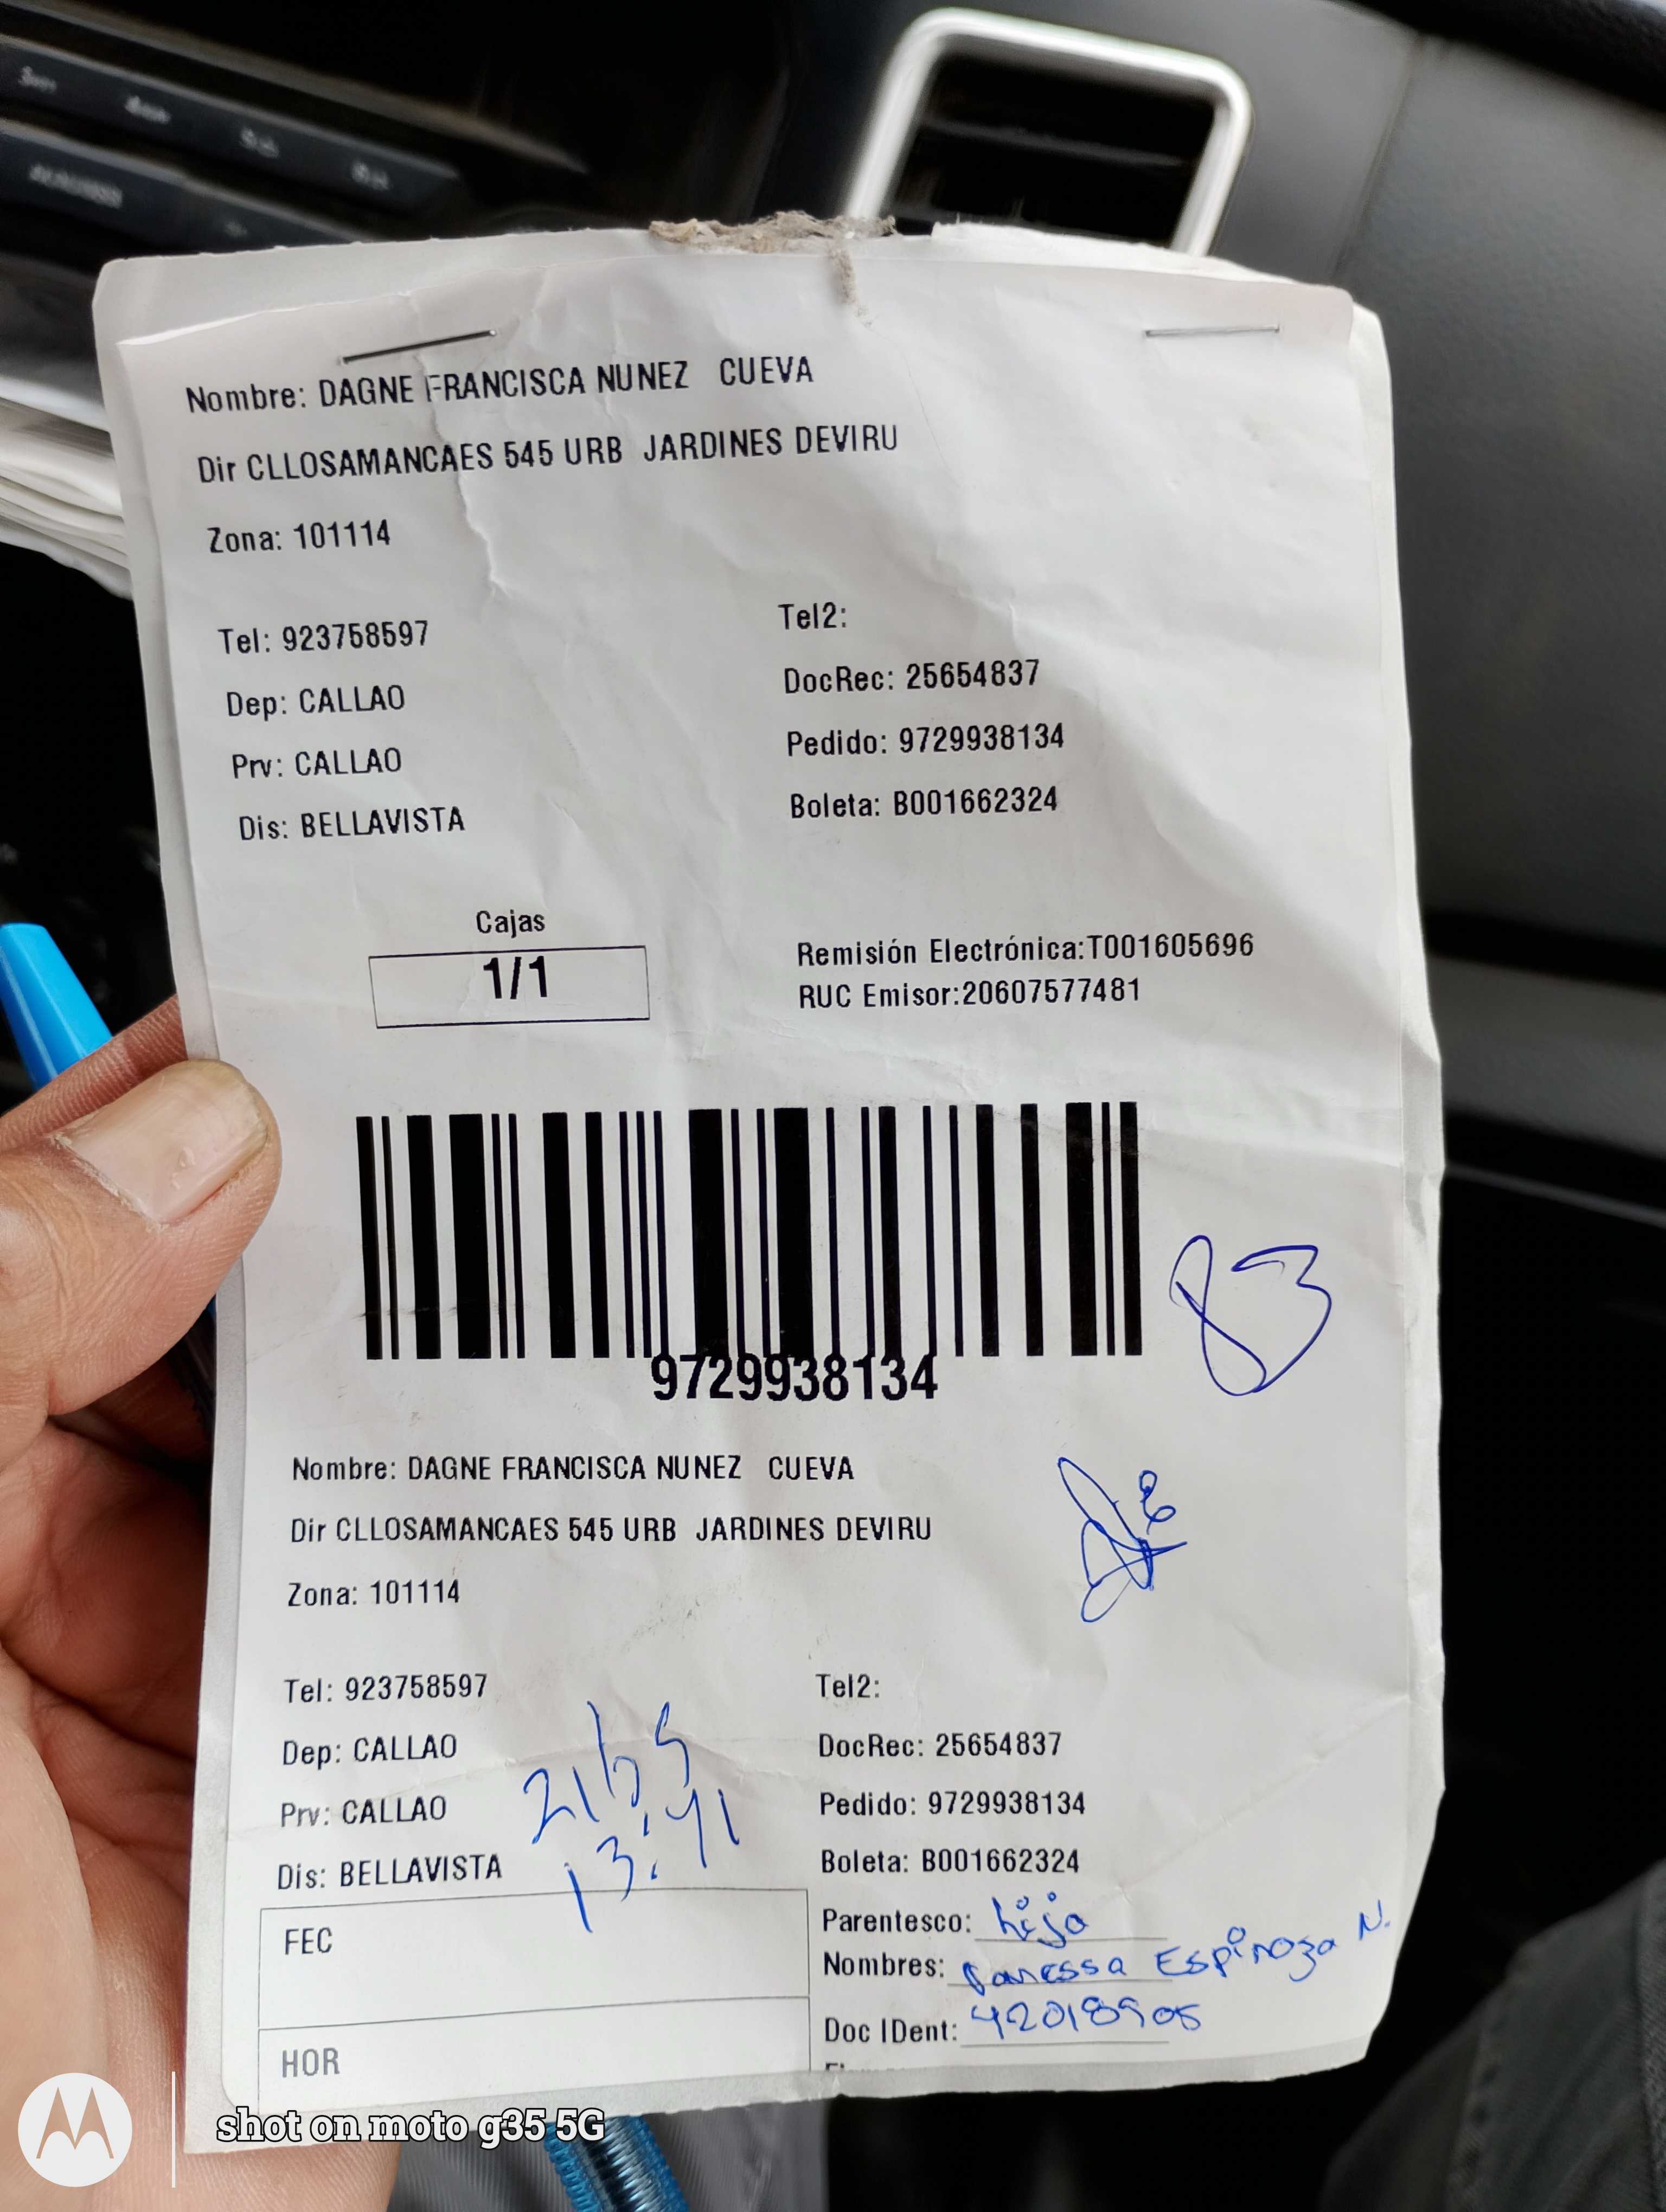 Nombre: DAGNE FRANCISCA NUNEZ CUEVA
Dir CLLOSAMANCAES 545 URB JARDINES DEVIRU
Zona: 101114
Tel: 923758597
Tel2:
Dep: CALLAO
DocRec: 25654837
Prv: CALLAO
Pedido: 9729938134
Dis: BELLAVISTA
Boleta: B001662324
Cajas
1/1
Remisión Electrónica:T001605696
RUC Emisor:20607577481
9729938134
83
Nombre: DAGNE FRANCISCA NUNEZ CUEVA
Dir CLLOSAMANCAES 545 URB JARDINES DEVIRU
Zona: 101114
Tel: 923758597
Tel2:
Dep: CALLAO
DocRec: 25654837
Prv: CALLAO
Pedido: 9729938134
Dis: BELLAVISTA
Boleta: B001662324
13:41
FEC
Parentesco: hija
Nombres: Vanessa Espinoza N.
Doc IDent: 42018905
HOR
shot on moto g35 5G